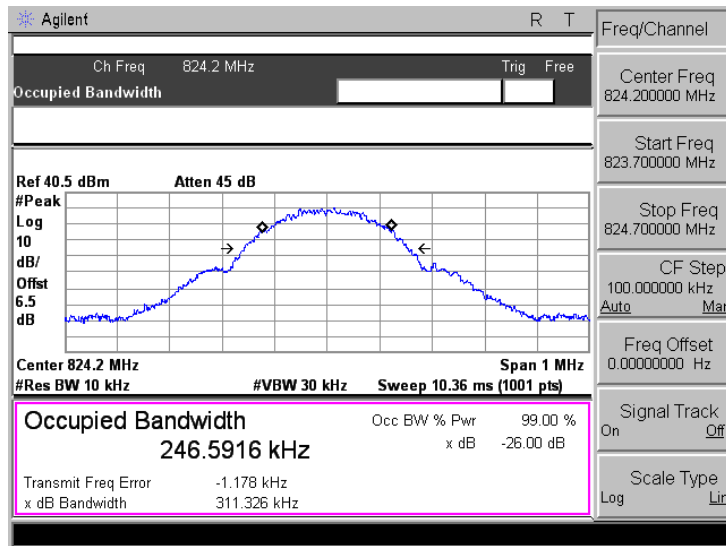 Agilent R T
Ch Freq 824.2 MHz Trig Free
Occupied Bandwidth
Ref 40.5 dBm Atten 45 dB
#Peak
Log
10
dB/
Offst
6.5
dB
Center 824.2 MHz Span 1 MHz
#Res BW 10 kHz #VBW 30 kHz Sweep 10.36 ms (1001 pts)
Occupied Bandwidth Occ BW % Pwr 99.00 %
246.5916 kHz x dB -26.00 dB
Transmit Freq Error -1.178 kHz
x dB Bandwidth 311.326 kHz
Freq/Channel
Center Freq
824.200000 MHz
Start Freq
823.700000 MHz
Stop Freq
824.700000 MHz
CF Step
100.000000 kHz
Auto Man
Freq Offset
0.00000000 Hz
Signal Track
On Off
Scale Type
Log Lin